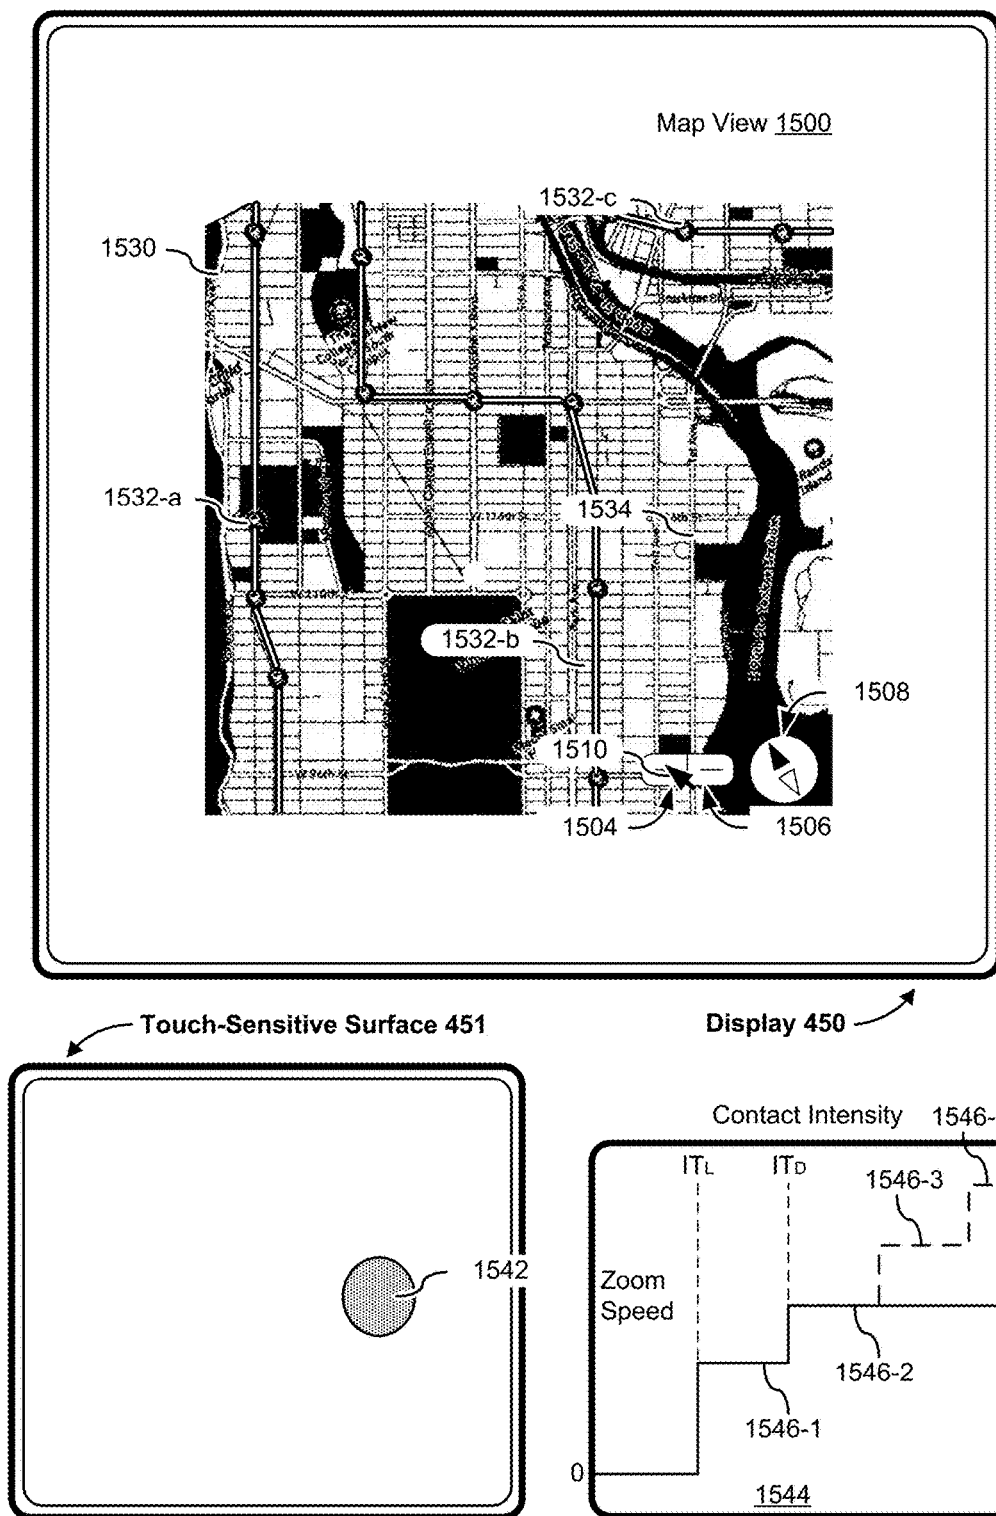 Map View 1500
1532-c
1530
1532-a
1534
1532-b
1508
1510
1504
1506
Touch-Sensitive Surface 451
Display 450
Contact Intensity
1546-
ITL
ITD
1546-3
1542
Zoom
Speed
1546-2
1546-1
0
1544